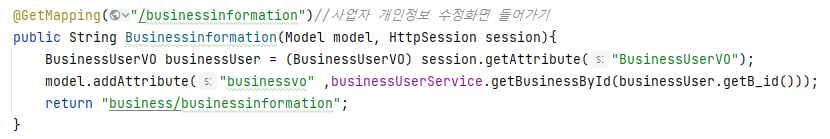 @GetMapping("/businessinformation")//사업자 개인정보 수정화면 들어가기
public String Businessinformation(Model model, HttpSession session){
BusinessUserVO businessUser = (BusinessUserVO) session.getAttribute( s: "BusinessUserVO");
model.addAttribute( s: "businessvo" ,businessUserService.getBusinessById(businessUser.getB_id()));
return "business/businessinformation";
}